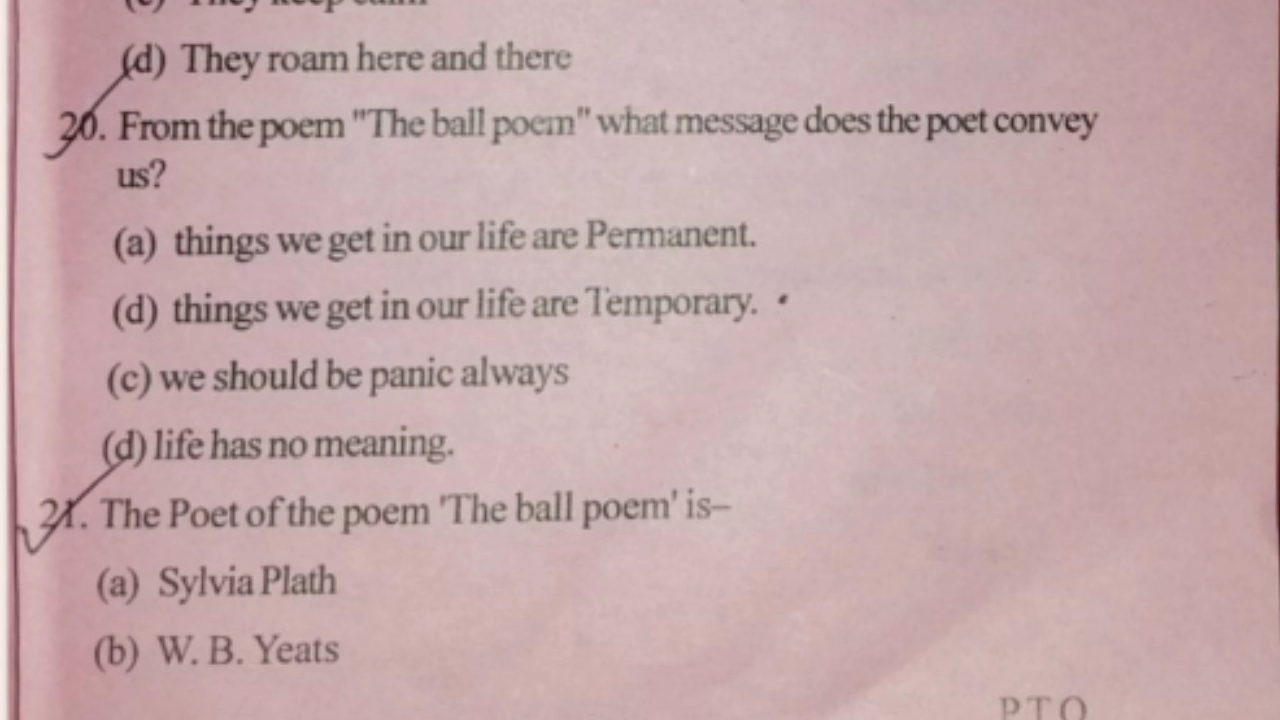 (c) They keep calm
(d) They roam here and there
20. From the poem "The ball poem" what message does the poet convey
us?
(a) things we get in our life are Permanent.
(d) things we get in our life are Temporary.
(c) we should be panic always
(d) life has no meaning.
21. The Poet of the poem 'The ball poem' is–
(a) Sylvia Plath
(b) W. B. Yeats
P T O